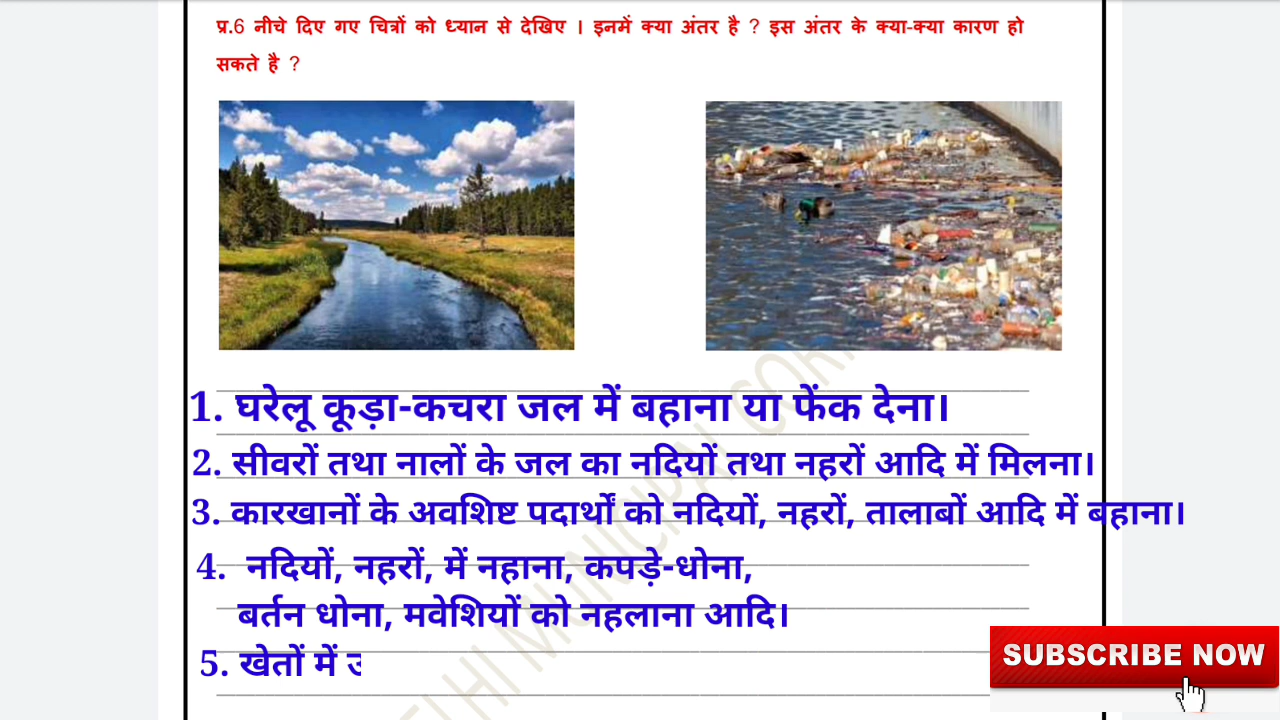 प्र.6 नीचे दिए गए चित्रों को ध्यान से देखिए । इनमें क्या अंतर है ? इस अंतर के क्या-क्या कारण हो
सकते है ?
1. घरेलू कूड़ा-कचरा जल में बहाना या फेंक देना।
2. सीवरों तथा नालों के जल का नदियों तथा नहरों आदि में मिलना।
3. कारखानों के अवशिष्ट पदार्थों को नदियों, नहरों, तालाबों आदि में बहाना।
4. नदियों, नहरों, में नहाना, कपड़े-धोना,
बर्तन धोना, मवेशियों को नहलाना आदि।
5. खेतों में
SUBSCRIBE NOW